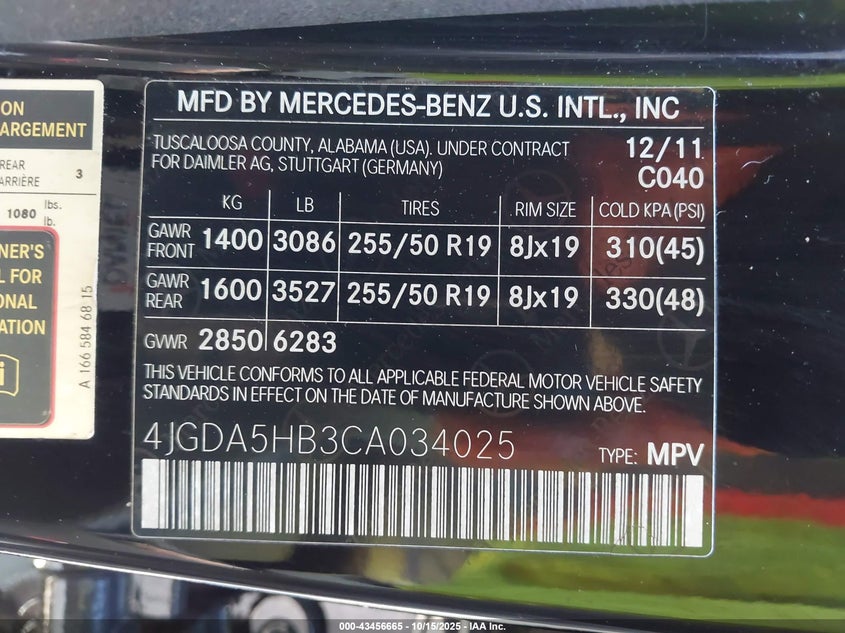 ION
ARGEMENT
REAR
ARRIÈRE 3
1080 lbs.
lb.
NER'S
L FOR
ONAL
ATION
i
A 166 584 68 15
MFD BY MERCEDES-BENZ U.S. INTL., INC
TUSCALOOSA COUNTY, ALABAMA (USA). UNDER CONTRACT 12/11
FOR DAIMLER AG, STUTTGART (GERMANY) C040
KG LB TIRES RIM SIZE COLD KPA (PSI)
GAWR FRONT 1400 3086 255/50 R19 8Jx19 310(45)
GAWR REAR 1600 3527 255/50 R19 8Jx19 330(48)
GVWR 2850 6283
THIS VEHICLE CONFORMS TO ALL APPLICABLE FEDERAL MOTOR VEHICLE SAFETY
STANDARDS IN EFFECT ON THE DATE OF MANUFACTURE SHOWN ABOVE.
4JGDA5HB3CA034025 TYPE: MPV
000-43456665 - 10/15/2025 - IAA Inc.